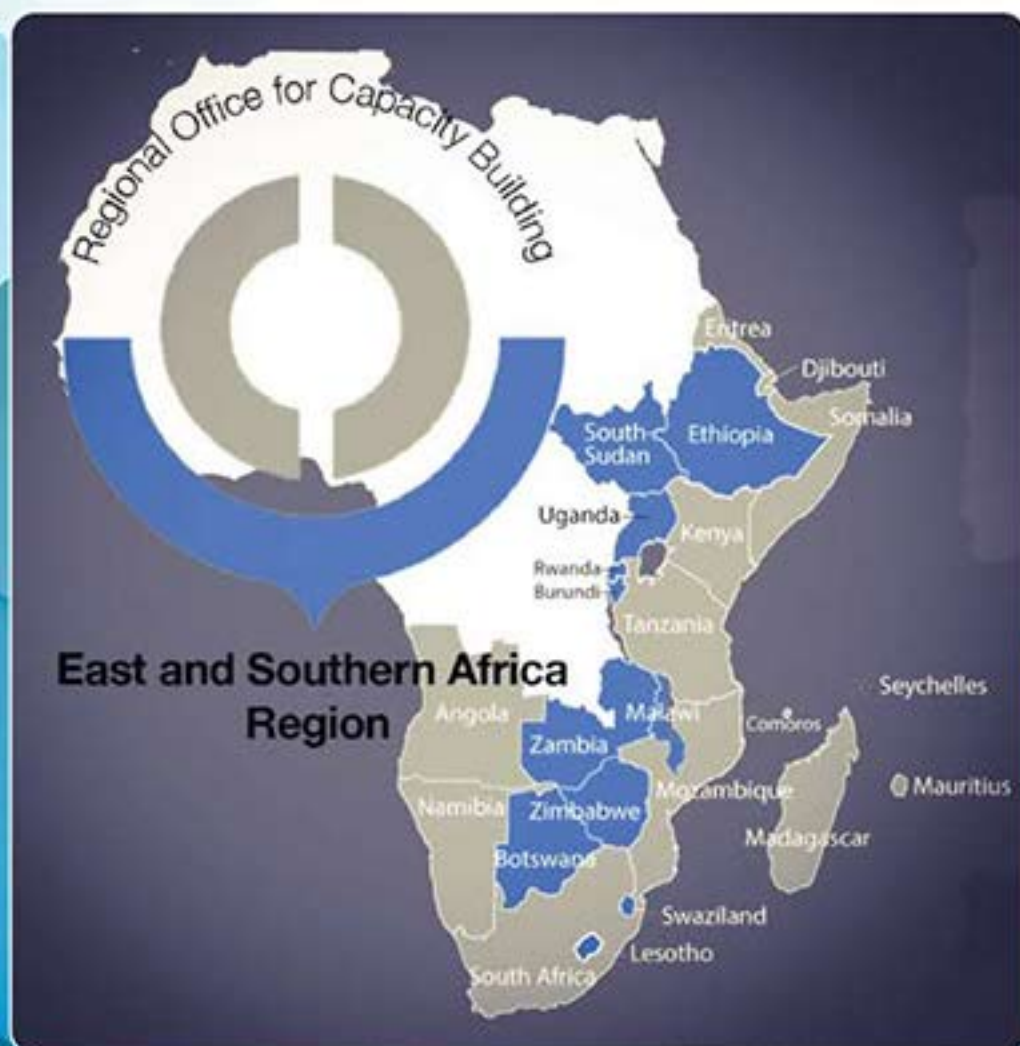 Regional Office for Capacity Building
Eritrea
Djibouti
Somalia
South
Sudan
Ethiopia
Uganda
Kenya
Rwanda
Burundi
Tanzania
East and Southern Africa
Region
Seychelles
Angola
Malawi
Comoros
Zambia
Mozambique
Mauritius
Namibia
Zimbabwe
Madagascar
Botswana
Swaziland
Lesotho
South Africa